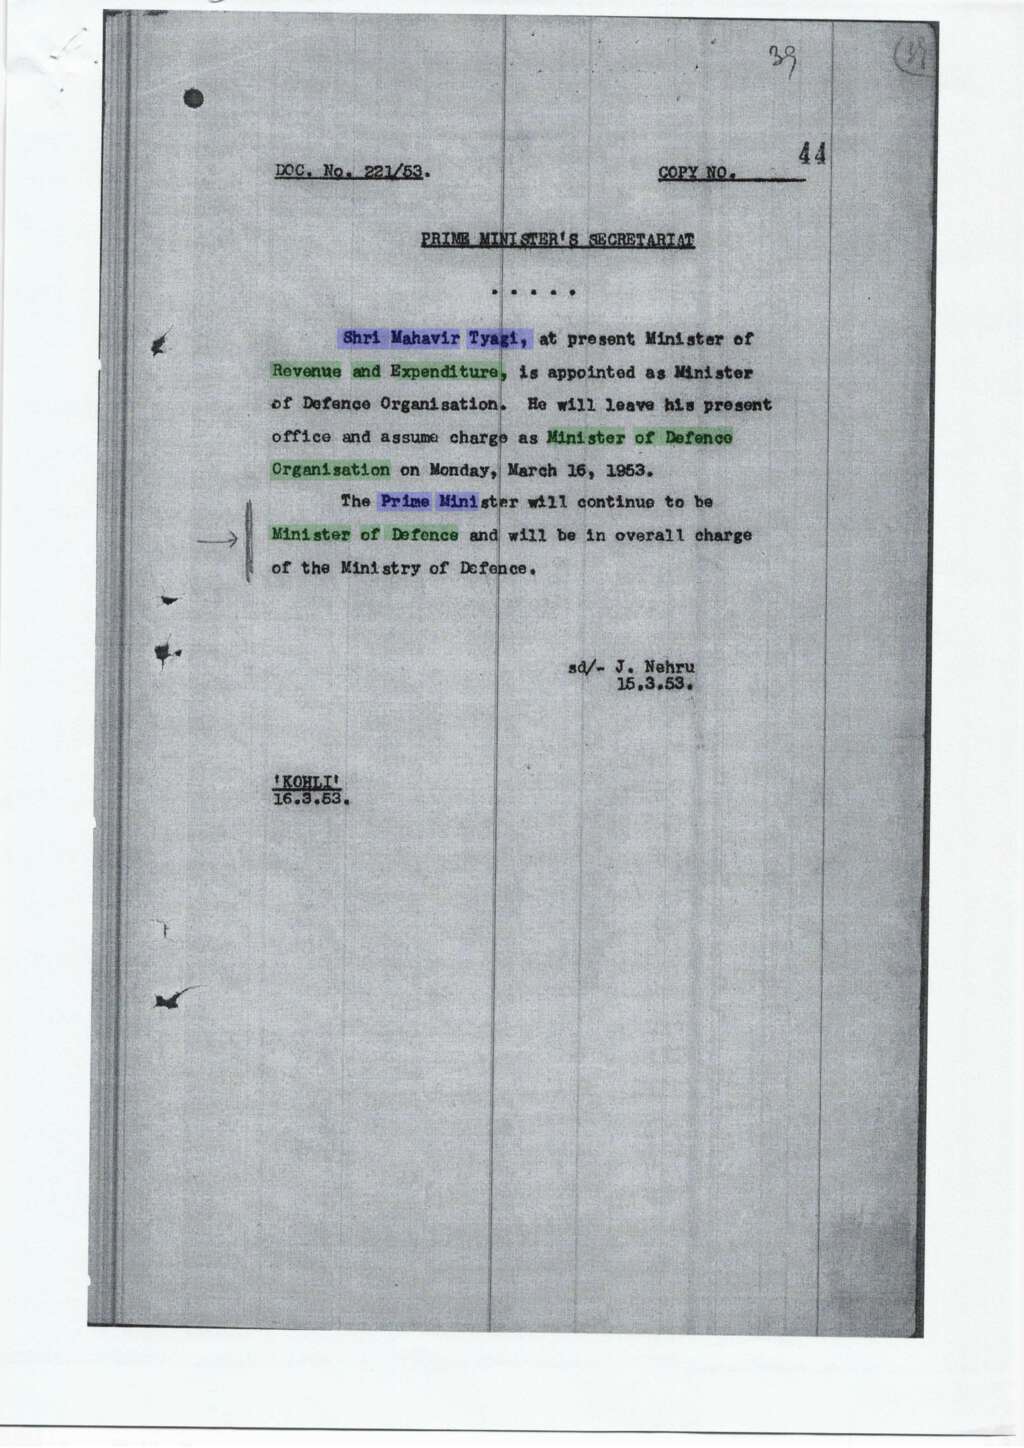 39
39
44
DOC. No. 221/53.
COPY NO.
PRIME MINISTER'S SECRETARIAT
.....
Shri Mahavir Tyagi, at present Minister of
Revenue and Expenditure, is appointed as Minister
of Defence Organisation. He will leave his present
office and assume charge as Minister of Defence
Organisation on Monday, March 16, 1953.
The Prime Minister will continue to be
Minister of Defence and will be in overall charge
of the Ministry of Defence.
sd/- J. Nehru
15.3.53.
'KOHLI'
16.3.53.